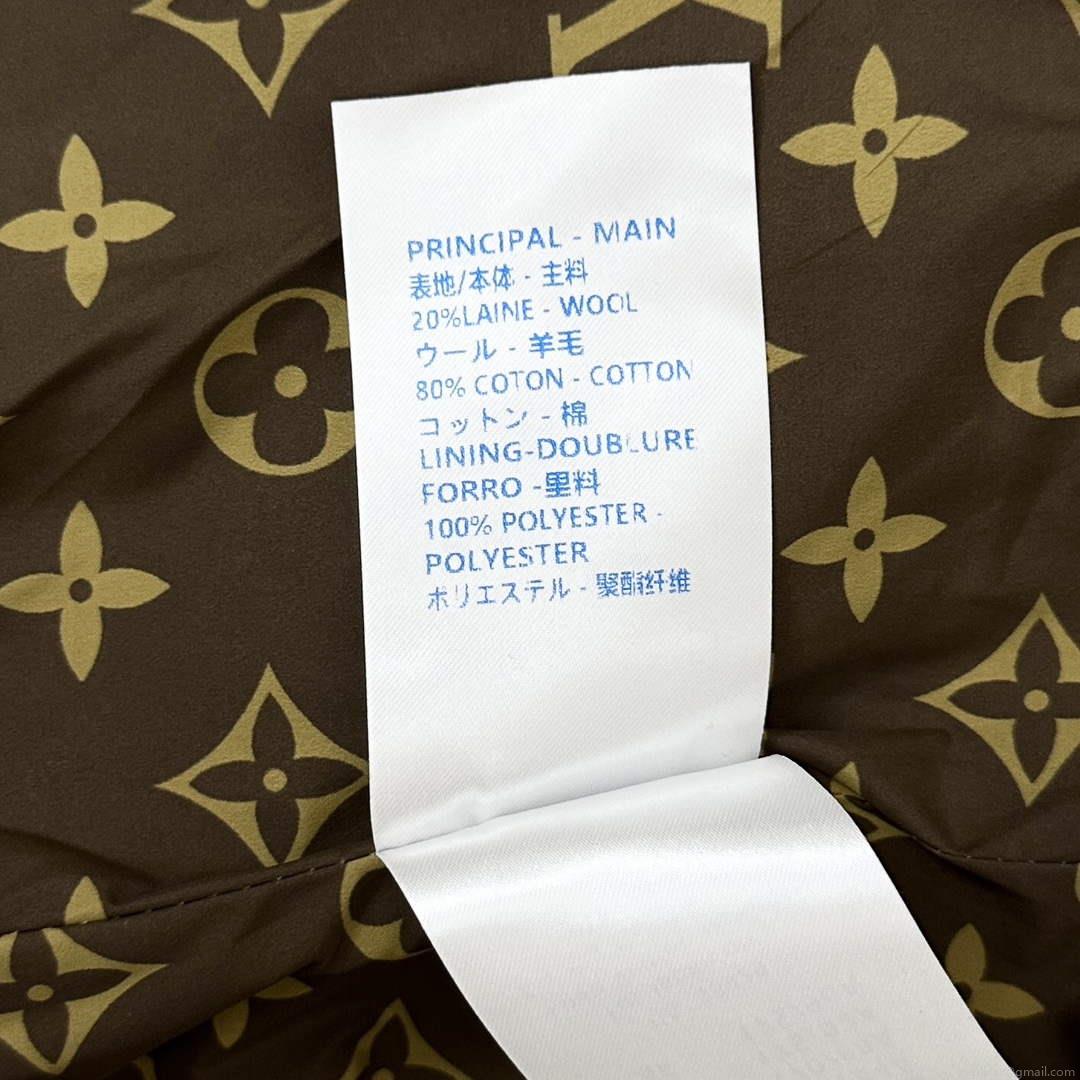 PRINCIPAL - MAIN
表地/本体 - 主料
20%LAINE - WOOL
ウール - 羊毛
80% COTON - COTTON
コットン - 棉
LINING-DOUBLURE
FORRO -里料
100% POLYESTER -
POLYESTER
ポリエステル - 聚酯纤维
@gmail.com